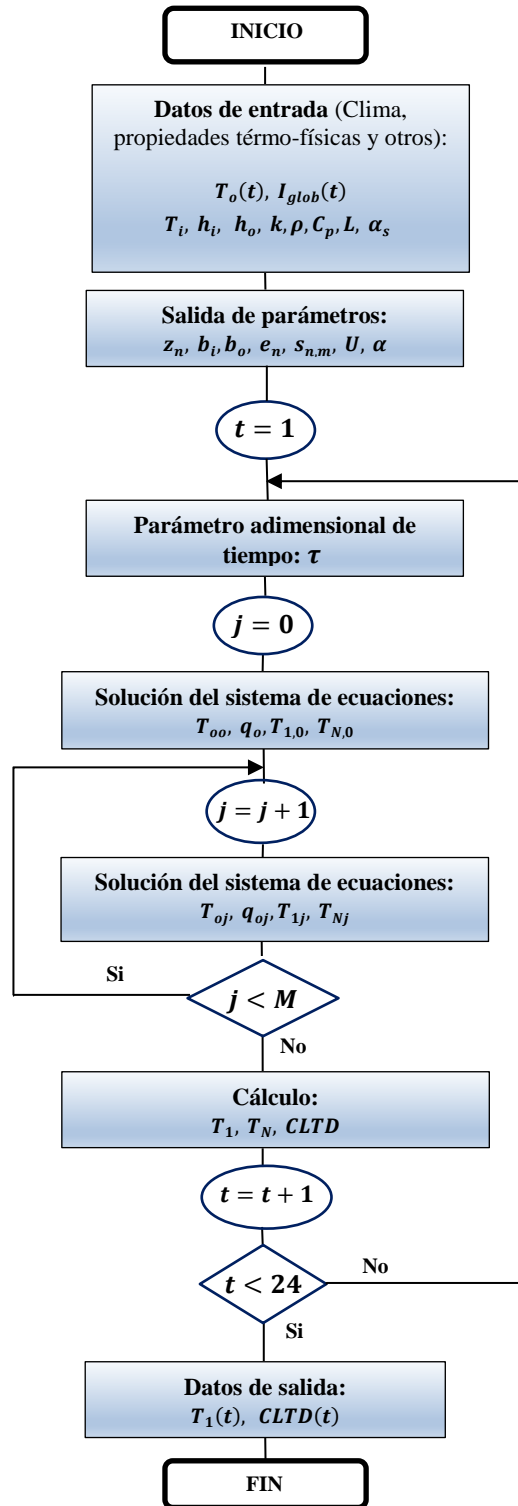 INICIO
Datos de entrada (Clima,
propiedades térmo-físicas y otros):
T_o(t), I_glob(t)
T_i, h_i, h_o, k, ρ, C_p, L, α_s
Salida de parámetros:
z_n, b_i, b_o, e_n, s_n,m, U, α
t = 1
Parámetro adimensional de
tiempo: τ
j = 0
Solución del sistema de ecuaciones:
T_oo, q_o, T_1,0, T_N,0
j = j + 1
Solución del sistema de ecuaciones:
T_oj, q_oj, T_1j, T_Nj
Si
j < M
No
Cálculo:
T_1, T_N, CLTD
t = t + 1
t < 24
No
Si
Datos de salida:
T_1(t), CLTD(t)
FIN